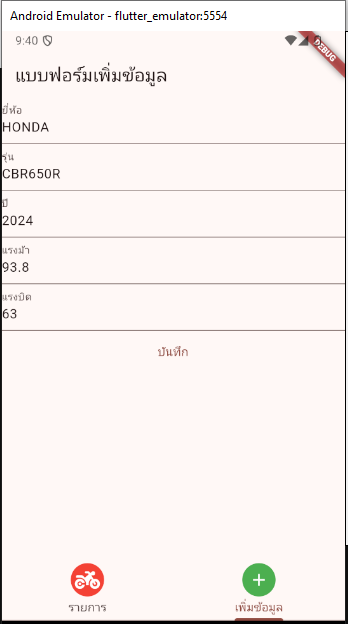 Android Emulator - flutter_emulator:5554
9:40
DEBUG
แบบฟอร์มเพิ่มข้อมูล
ยี่ห้อ
HONDA
รุ่น
CBR650R
ปี
2024
แรงม้า
93.8
แรงบิด
63
บันทึก
รายการ
เพิ่มข้อมูล